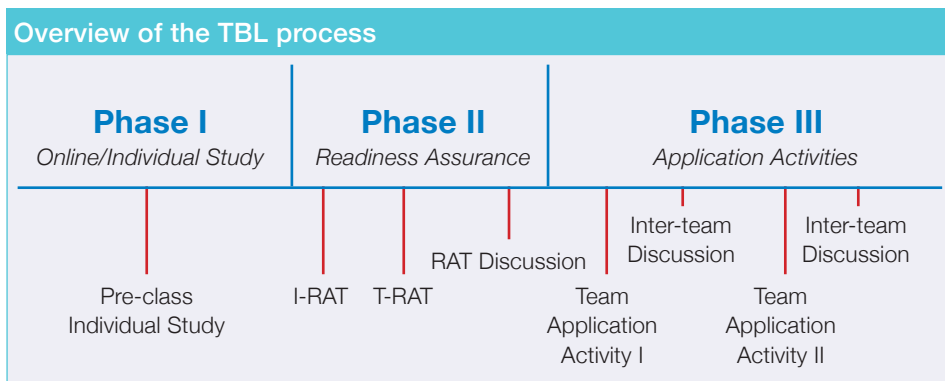 Overview of the TBL process
Phase I
Online/Individual Study
Phase II
Readiness Assurance
Phase III
Application Activities
Pre-class
Individual Study
I-RAT
T-RAT
RAT Discussion
Team
Application
Activity I
Inter-team
Discussion
Team
Application
Activity II
Inter-team
Discussion